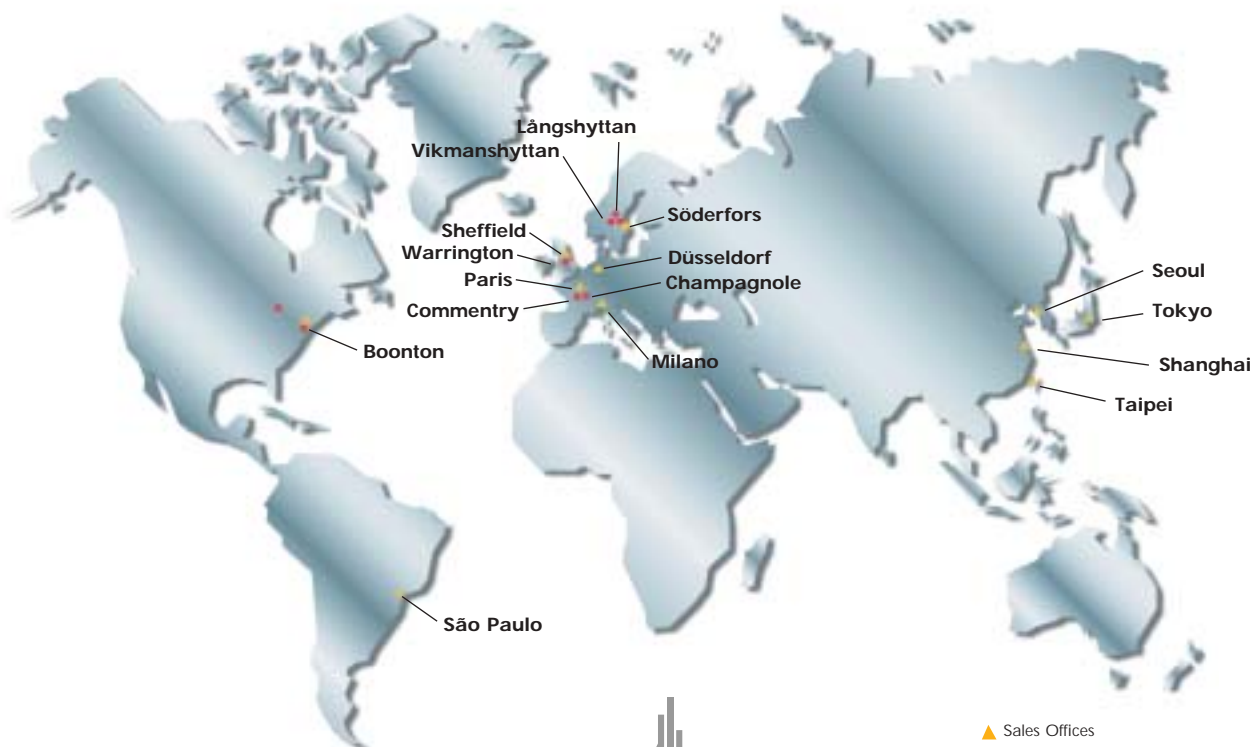 Långshyttan
Vikmanshyttan
Söderfors
Sheffield
Warrington
Düsseldorf
Paris
Champagnole
Commentry
Seoul
Tokyo
Boonton
Milano
Shanghai
Taipei
São Paulo
Sales Offices